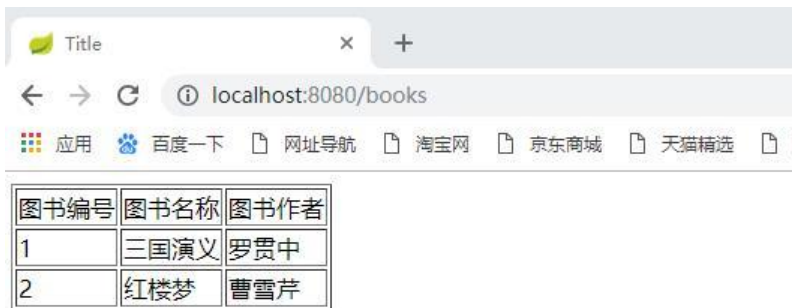 Title
localhost:8080/books
应用 百度一下 网址导航 淘宝网 京东商城 天猫精选
图书编号 图书名称 图书作者
1 三国演义 罗贯中
2 红楼梦 曹雪芹